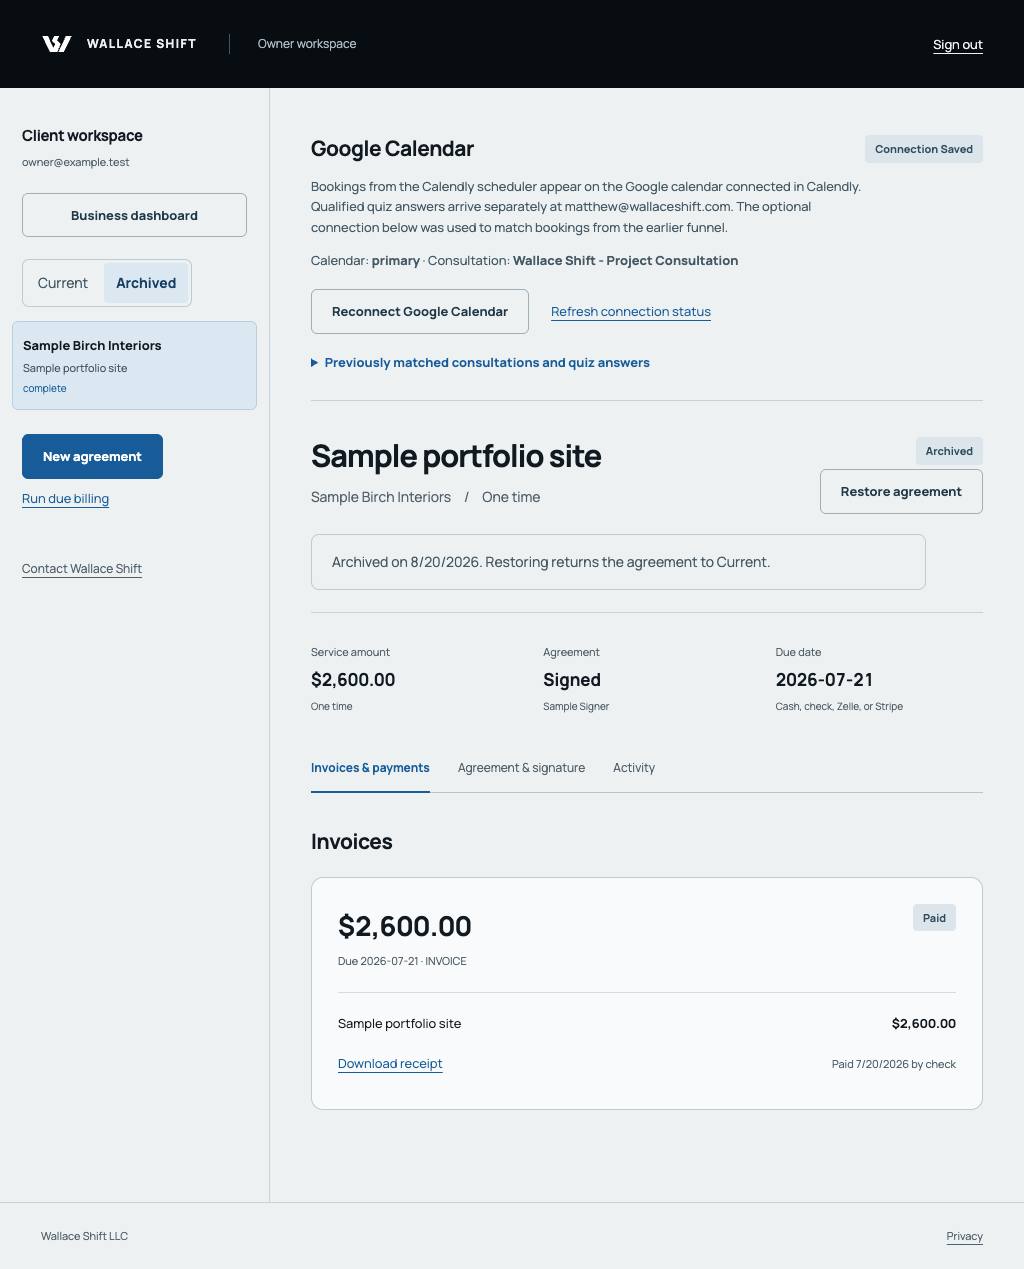 WALLACE SHIFT
Owner workspace
Sign out
Client workspace
owner@example.test
Business dashboard
Current
Archived
Sample Birch Interiors
Sample portfolio site
complete
New agreement
Run due billing
Contact Wallace Shift
Google Calendar
Connection Saved
Bookings from the Calendly scheduler appear on the Google calendar connected in Calendly.
Qualified quiz answers arrive separately at matthew@wallaceshift.com. The optional
connection below was used to match bookings from the earlier funnel.
Calendar: primary · Consultation: Wallace Shift - Project Consultation
Reconnect Google Calendar
Refresh connection status
Previously matched consultations and quiz answers
Sample portfolio site
Archived
Sample Birch Interiors / One time
Restore agreement
Archived on 8/20/2026. Restoring returns the agreement to Current.
Service amount
$2,600.00
One time
Agreement
Signed
Sample Signer
Due date
2026-07-21
Cash, check, Zelle, or Stripe
Invoices & payments
Agreement & signature
Activity
Invoices
$2,600.00
Paid
Due 2026-07-21 · INVOICE
Sample portfolio site
$2,600.00
Download receipt
Paid 7/20/2026 by check
Wallace Shift LLC
Privacy